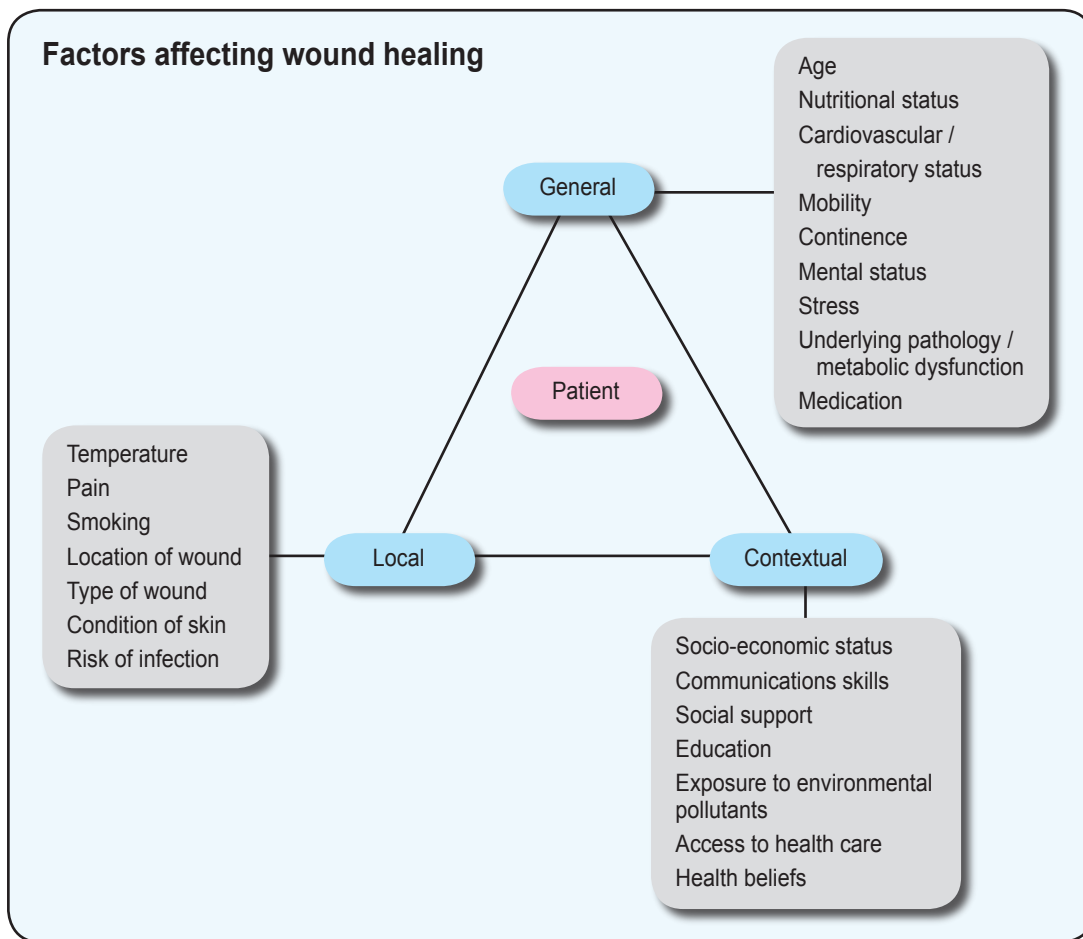 Factors affecting wound healing
Age
Nutritional status
Cardiovascular /
respiratory status
Mobility
Continence
Mental status
Stress
Underlying pathology /
metabolic dysfunction
Medication
General
Patient
Temperature
Pain
Smoking
Location of wound
Type of wound
Condition of skin
Risk of infection
Local
Contextual
Socio-economic status
Communications skills
Social support
Education
Exposure to environmental
pollutants
Access to health care
Health beliefs